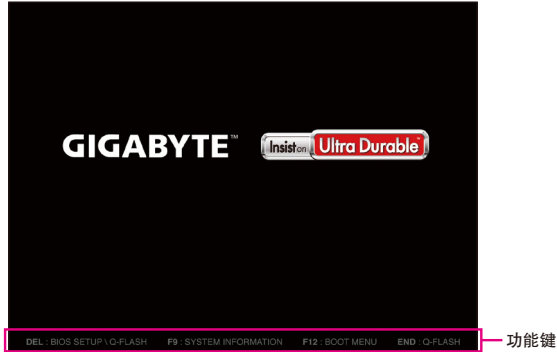 GIGABYTE™ Insist on Ultra Durable™
DEL : BIOS SETUP \ Q-FLASH F9 : SYSTEM INFORMATION F12 : BOOT MENU END : Q-FLASH 功能键